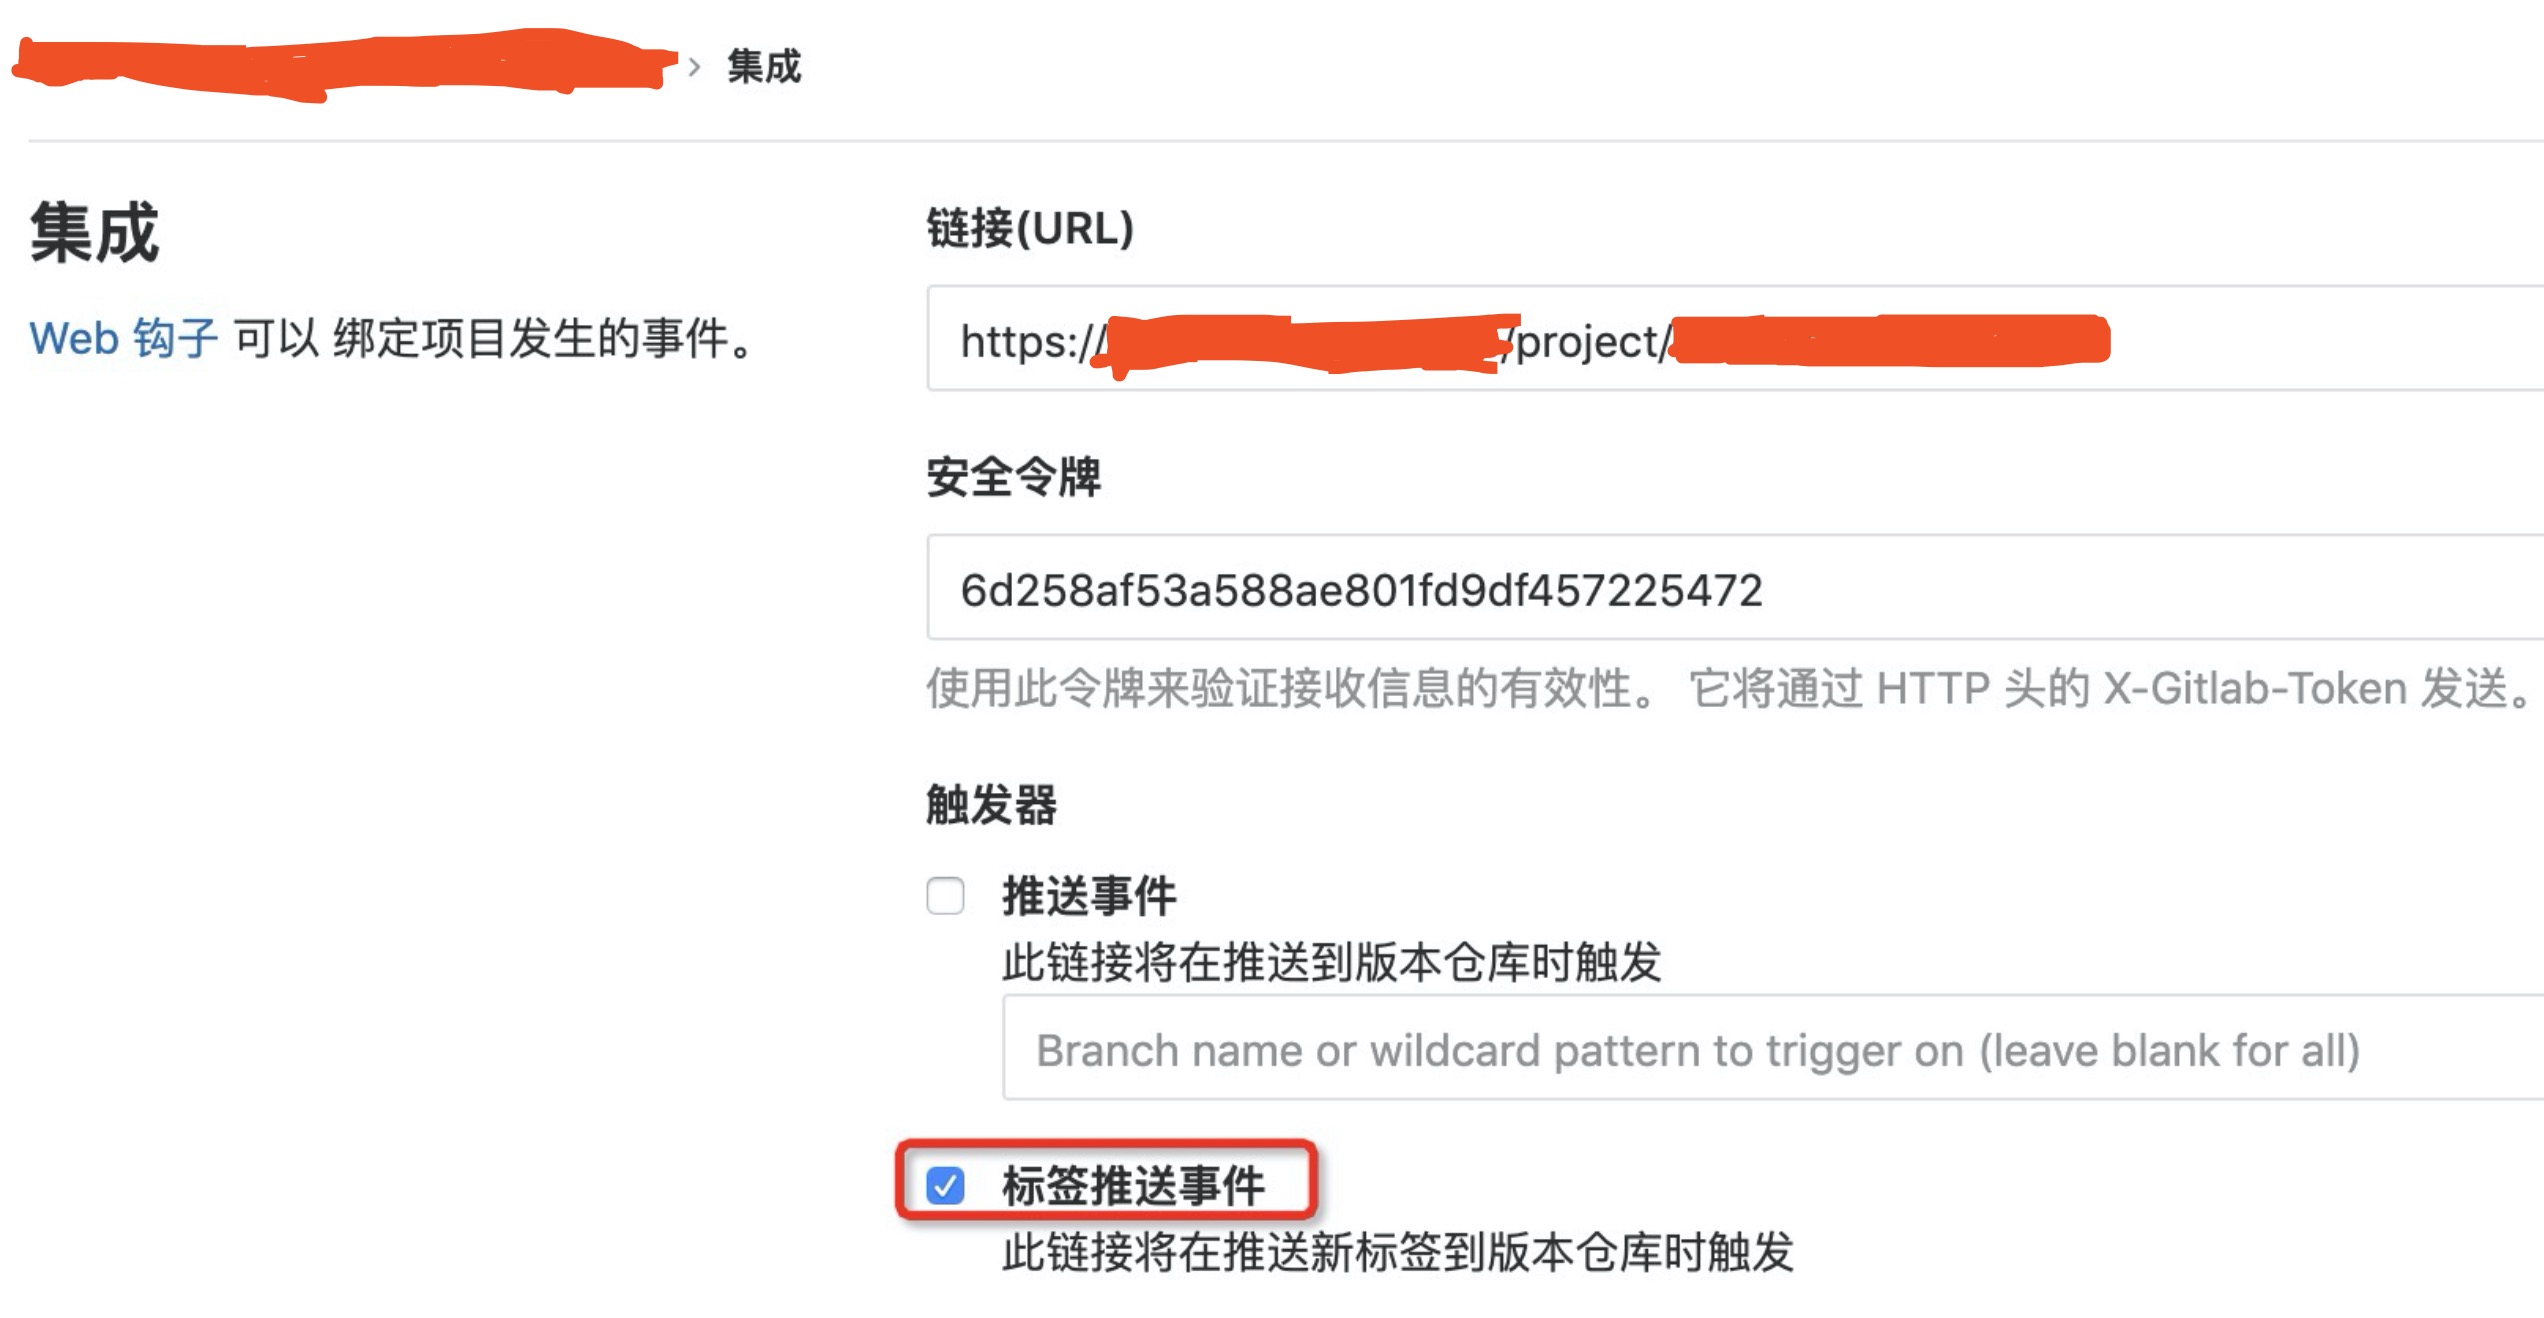 › 集成
集成
Web 钩子 可以 绑定项目发生的事件。
链接(URL)
https:// /project/
安全令牌
6d258af53a588ae801fd9df457225472
使用此令牌来验证接收信息的有效性。 它将通过 HTTP 头的 X-Gitlab-Token 发送。
触发器
推送事件
此链接将在推送到版本仓库时触发
Branch name or wildcard pattern to trigger on (leave blank for all)
标签推送事件
此链接将在推送新标签到版本仓库时触发